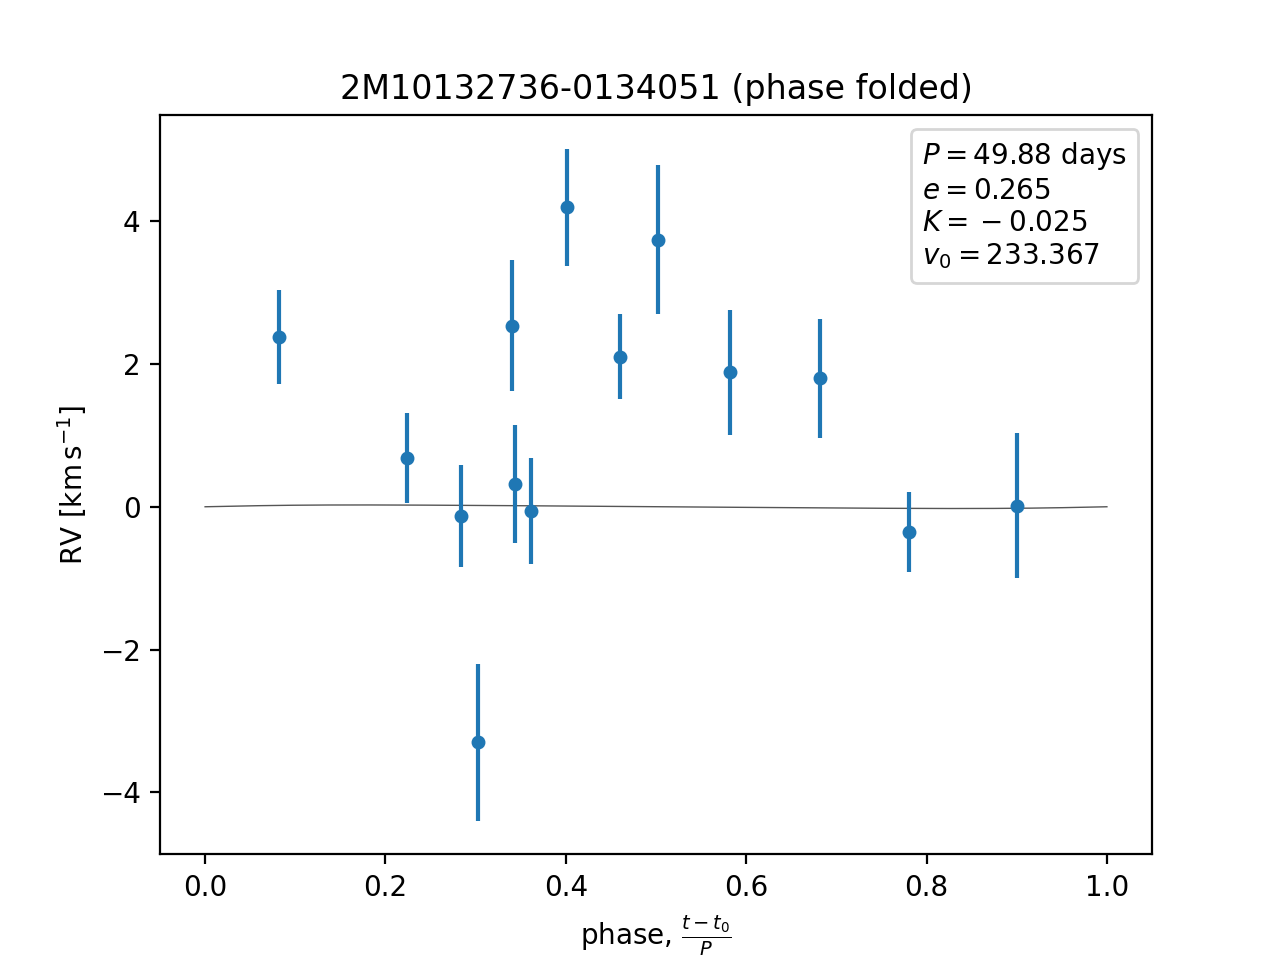 2M10132736-0134051 (phase folded)
P = 49.88 days
e = 0.265
K = −0.025
v₀ = 233.367
RV [km s⁻¹]
4
2
0
−2
−4
0.0 0.2 0.4 0.6 0.8 1.0
phase, (t − t₀)/P